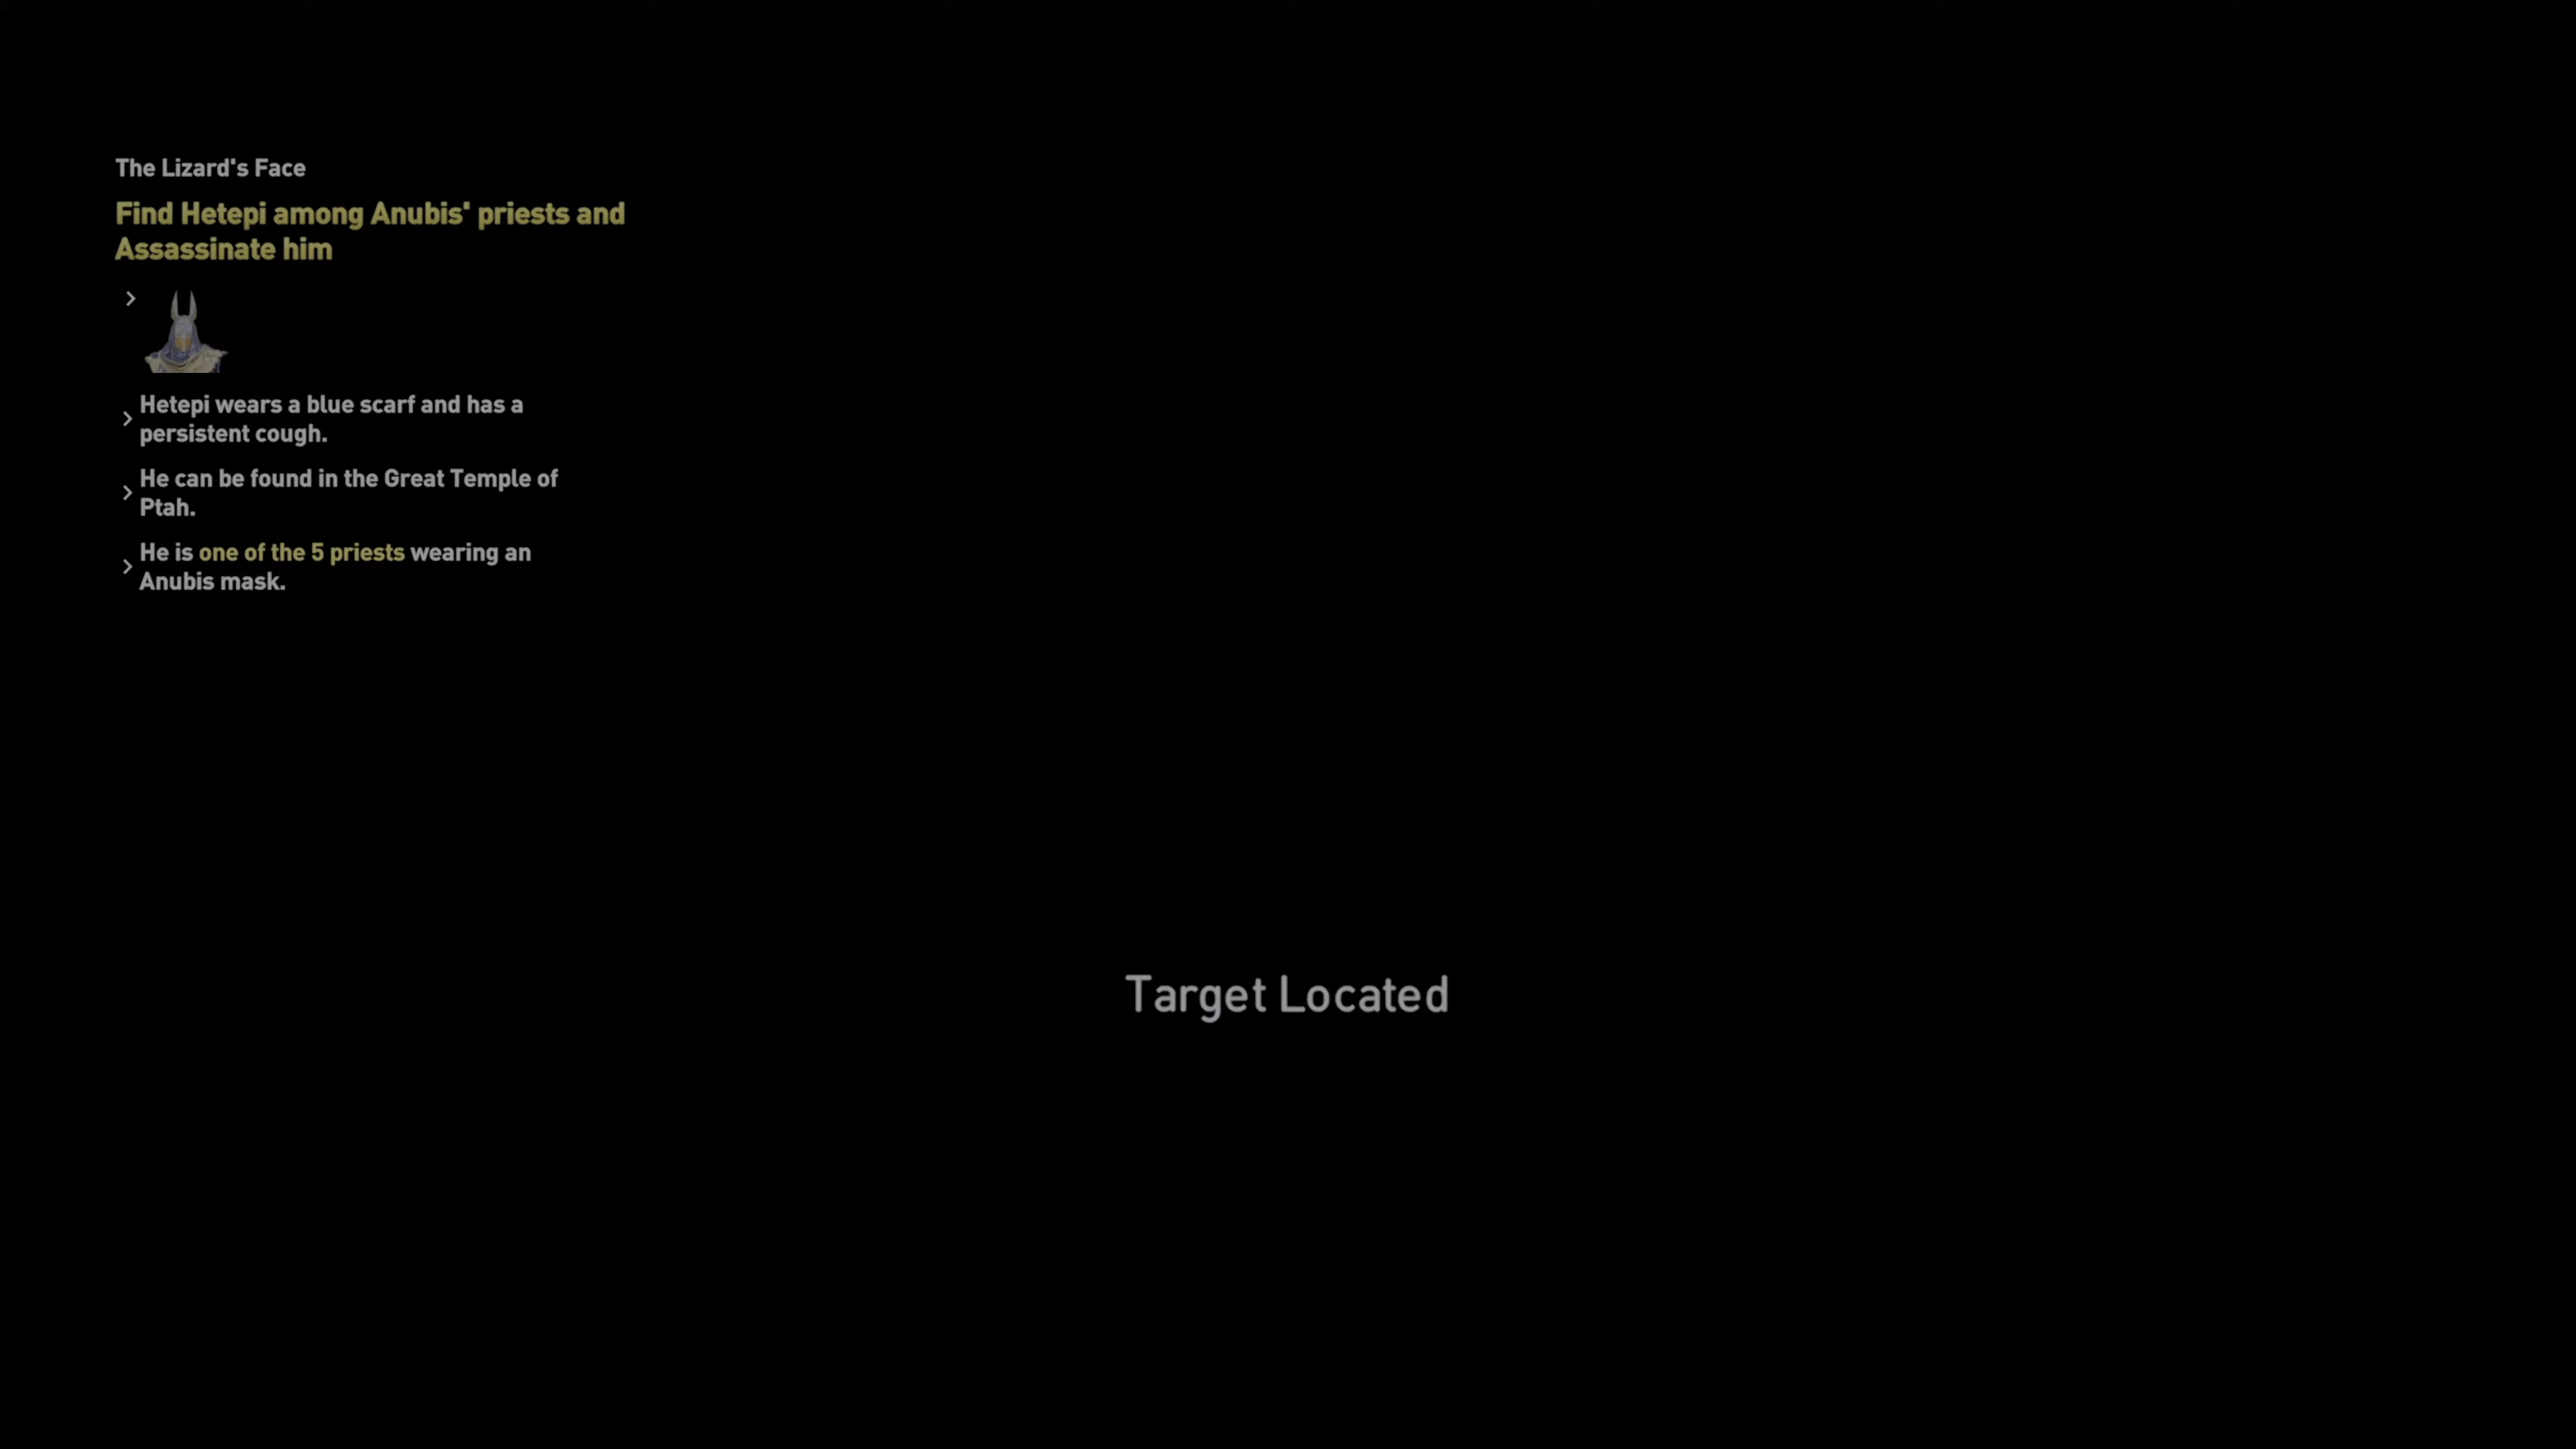 The Lizard's Face
Find Hetepi among Anubis' priests and
Assassinate him
Hetepi wears a blue scarf and has a
persistent cough.
He can be found in the Great Temple of
Ptah.
He is one of the 5 priests wearing an
Anubis mask.
Target Located